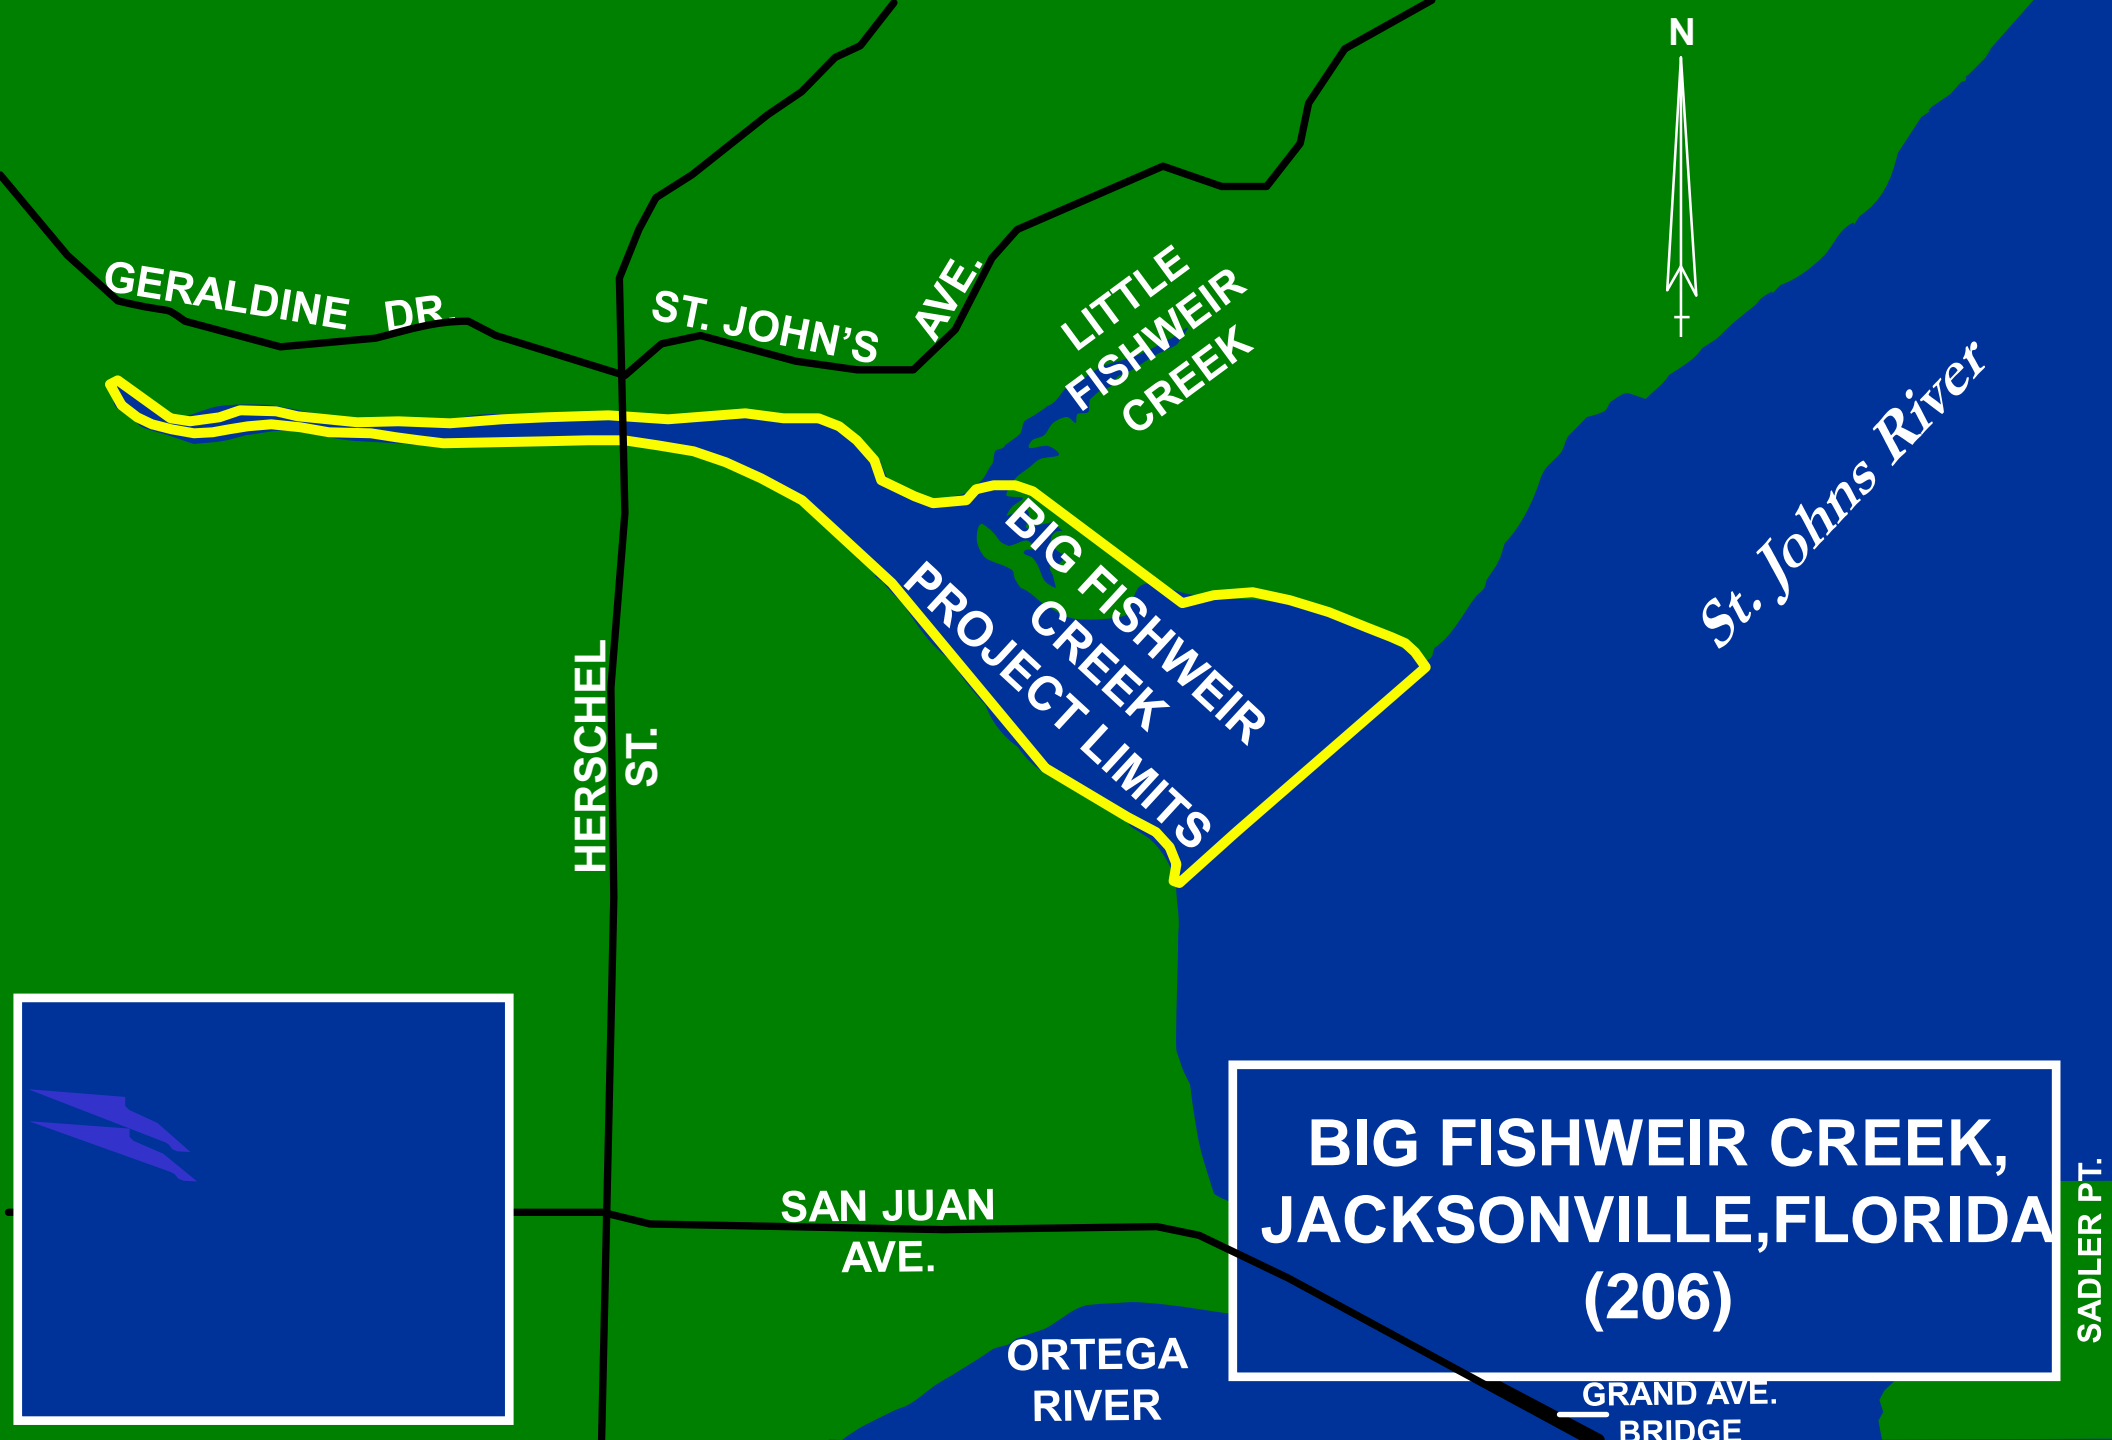 N
GERALDINE DR.
ST. JOHN’S AVE.
LITTLE
FISHWEIR
CREEK
St. Johns River
BIG FISHWEIR
CREEK
PROJECT LIMITS
HERSCHEL
ST.
SAN JUAN
AVE.
BIG FISHWEIR CREEK,
JACKSONVILLE,FLORIDA
(206)
SADLER PT.
ORTEGA
RIVER
GRAND AVE.
BRIDGE